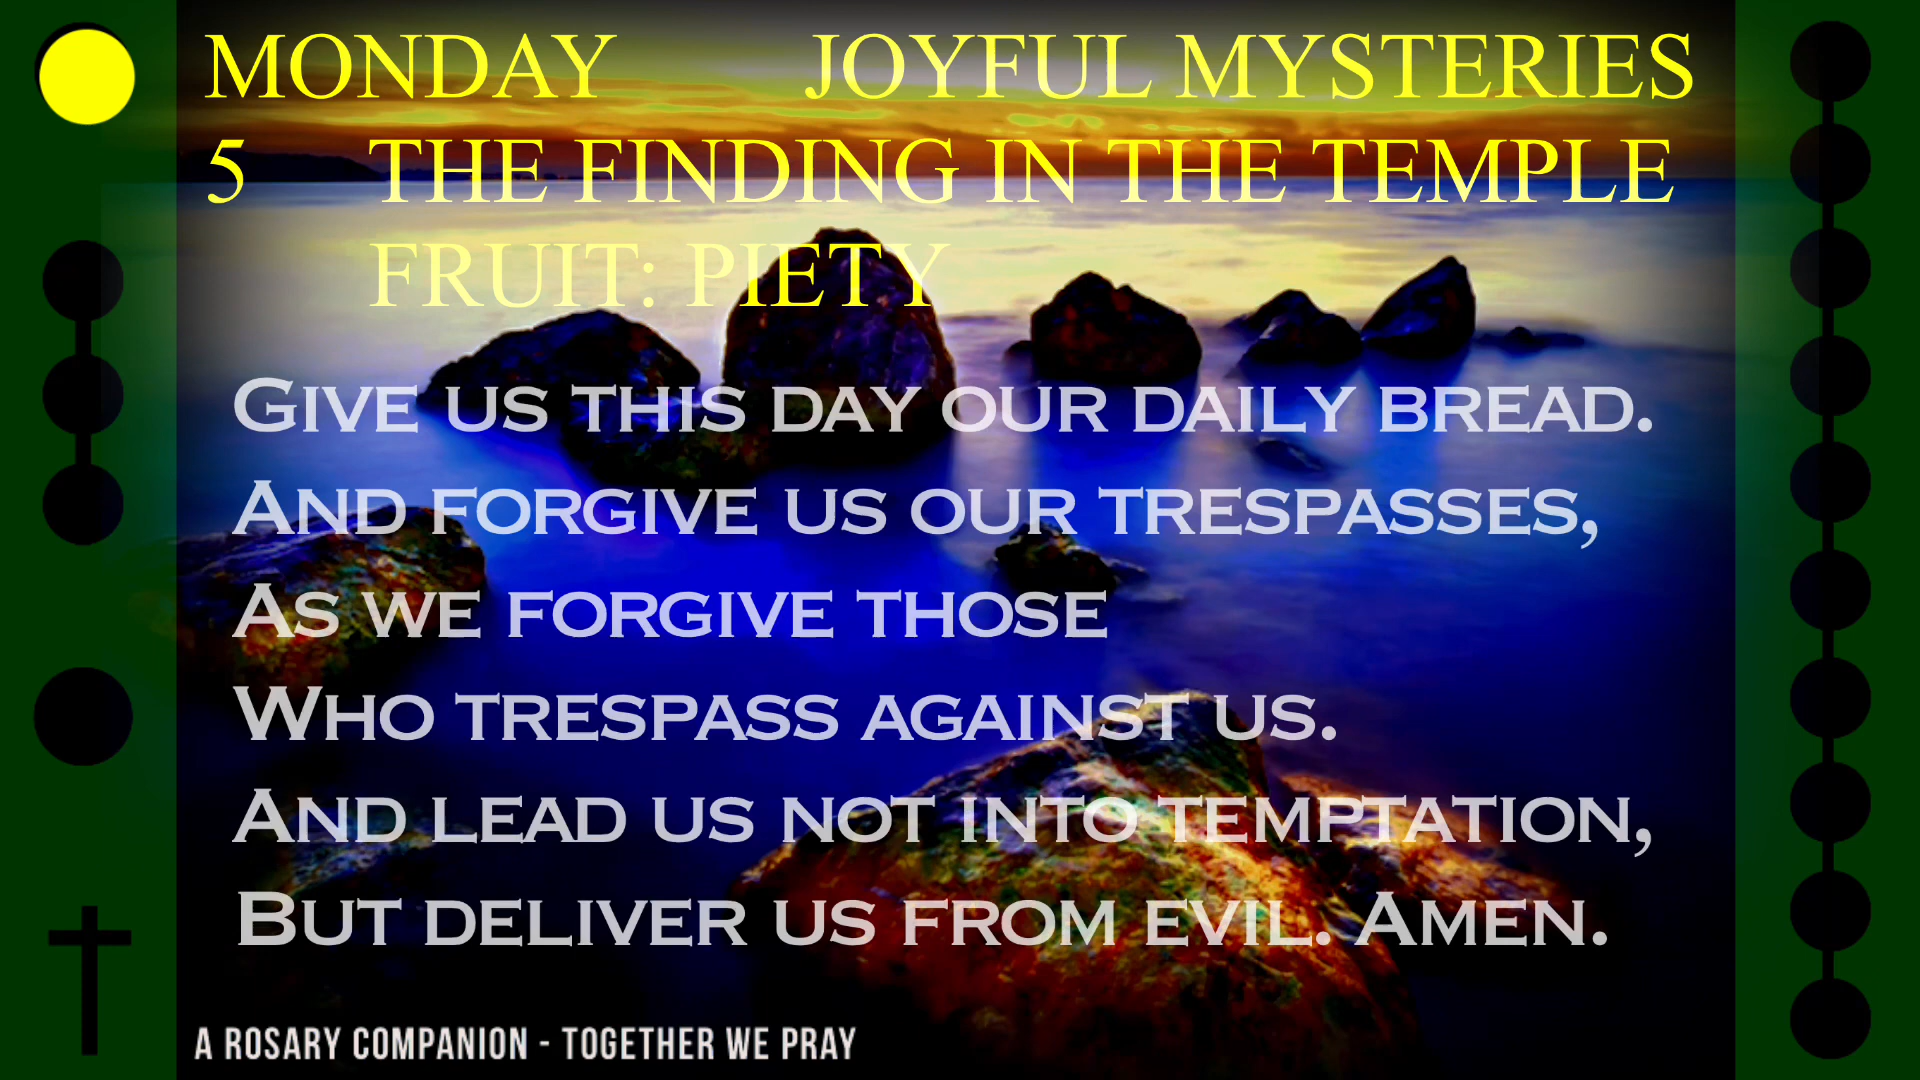 MONDAY JOYFUL MYSTERIES
5 THE FINDING IN THE TEMPLE
FRUIT: PIETY
GIVE US THIS DAY OUR DAILY BREAD.
AND FORGIVE US OUR TRESPASSES,
AS WE FORGIVE THOSE
WHO TRESPASS AGAINST US.
AND LEAD US NOT INTO TEMPTATION,
BUT DELIVER US FROM EVIL. AMEN.
A ROSARY COMPANION - TOGETHER WE PRAY